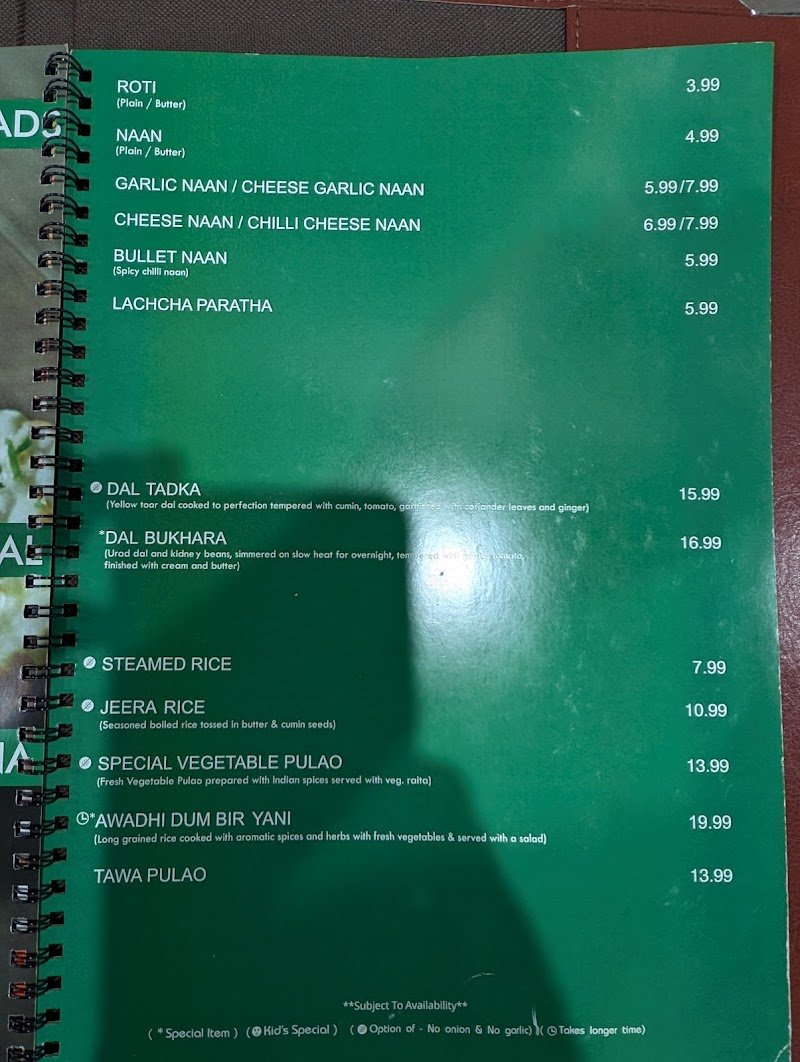 ADS
ROTI 3.99
(Plain / Butter)
NAAN 4.99
(Plain / Butter)
GARLIC NAAN / CHEESE GARLIC NAAN 5.99/7.99
CHEESE NAAN / CHILLI CHEESE NAAN 6.99/7.99
BULLET NAAN 5.99
(Spicy chilli naan)
LACHCHA PARATHA 5.99
DAL TADKA 15.99
(Yellow toor dal cooked to perfection tempered with cumin, tomato, garnished with coriander leaves and ginger)
*DAL BUKHARA 16.99
(Urad dal and kidney beans, simmered on slow heat for overnight, tempered with
finished with cream and butter)
AL
STEAMED RICE 7.99
JEERA RICE 10.99
(Seasoned boiled rice tossed in butter & cumin seeds)
SPECIAL VEGETABLE PULAO 13.99
(Fresh Vegetable Pulao prepared with Indian spices served with veg. raita)
*AWADHI DUM BIR YANI 19.99
(Long grained rice cooked with aromatic spices and herbs with fresh vegetables & served with a salad)
TAWA PULAO 13.99
**Subject To Availability**
( * Special Item ) ( Kid's Special ) ( Option of - No onion & No garlic) ( Takes longer time)